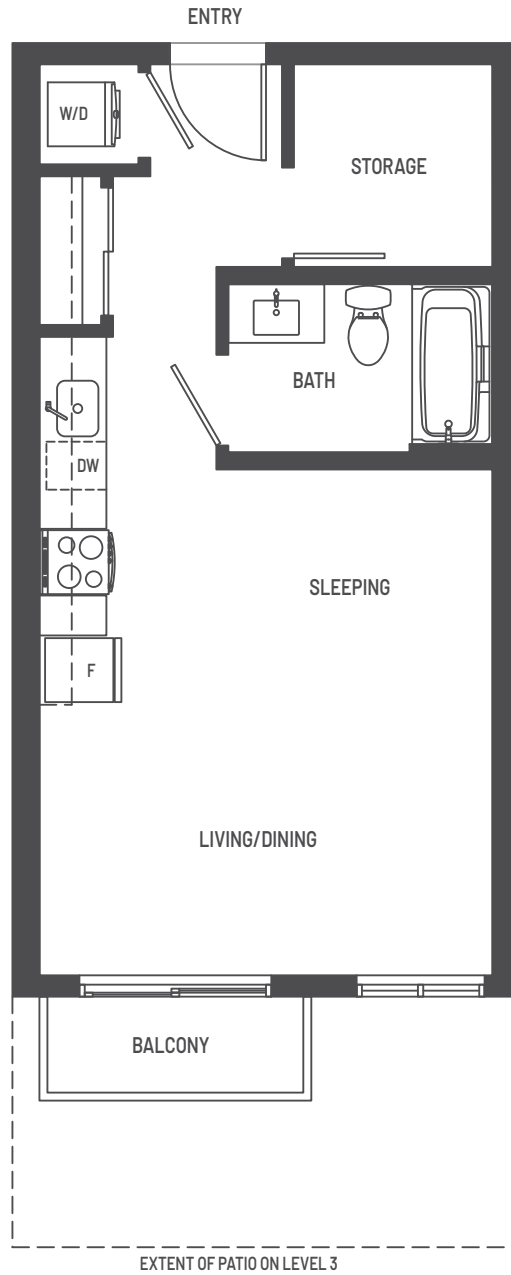 ENTRY
W/D
STORAGE
BATH
DW
SLEEPING
F
LIVING/DINING
BALCONY
EXTENT OF PATIO ON LEVEL 3